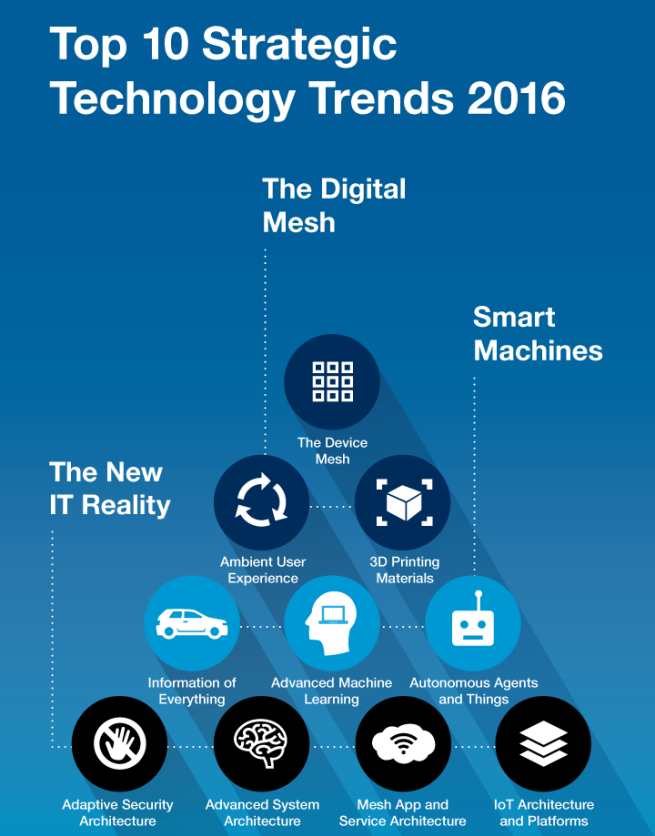 Top 10 Strategic
Technology Trends 2016
The Digital
Mesh
Smart
Machines
The Device
Mesh
The New
IT Reality
Ambient User
Experience
3D Printing
Materials
Information of
Everything
Advanced Machine
Learning
Autonomous Agents
and Things
Adaptive Security
Architecture
Advanced System
Architecture
Mesh App and
Service Architecture
IoT Architecture
and Platforms